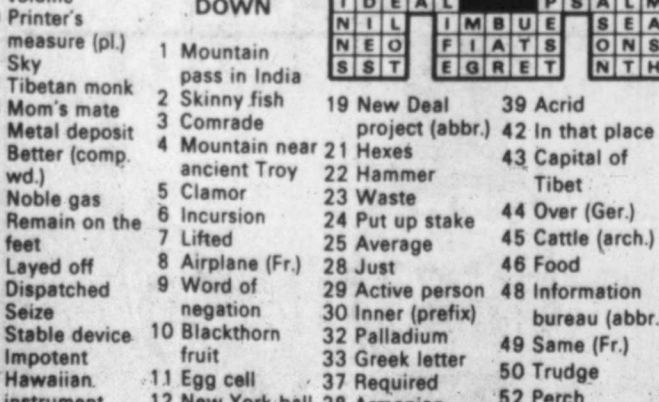 Printer's
measure (pl.)
Sky
Tibetan monk
Mom's mate
Metal deposit
Better (comp.
wd.)
Noble gas
Remain on the
feet
Layed off
Dispatched
Seize
Stable device
Impotent
Hawaiian
DOWN
1 Mountain
pass in India
2 Skinny fish
3 Comrade
4 Mountain near
ancient Troy
5 Clamor
6 Incursion
7 Lifted
8 Airplane (Fr.)
9 Word of
negation
10 Blackthorn
fruit
11 Egg cell
I D E A L P S A L M
N I L I M B U E S E A
N E O F I A T S O N S
S S T E G R E T N T H
19 New Deal
project (abbr.)
21 Hexes
22 Hammer
23 Waste
24 Put up stake
25 Average
28 Just
29 Active person
30 Inner (prefix)
32 Palladium
33 Greek letter
37 Required
39 Acrid
42 In that place
43 Capital of
Tibet
44 Over (Ger.)
45 Cattle (arch.)
46 Food
48 Information
bureau (abbr.
49 Same (Fr.)
50 Trudge
52 Perch